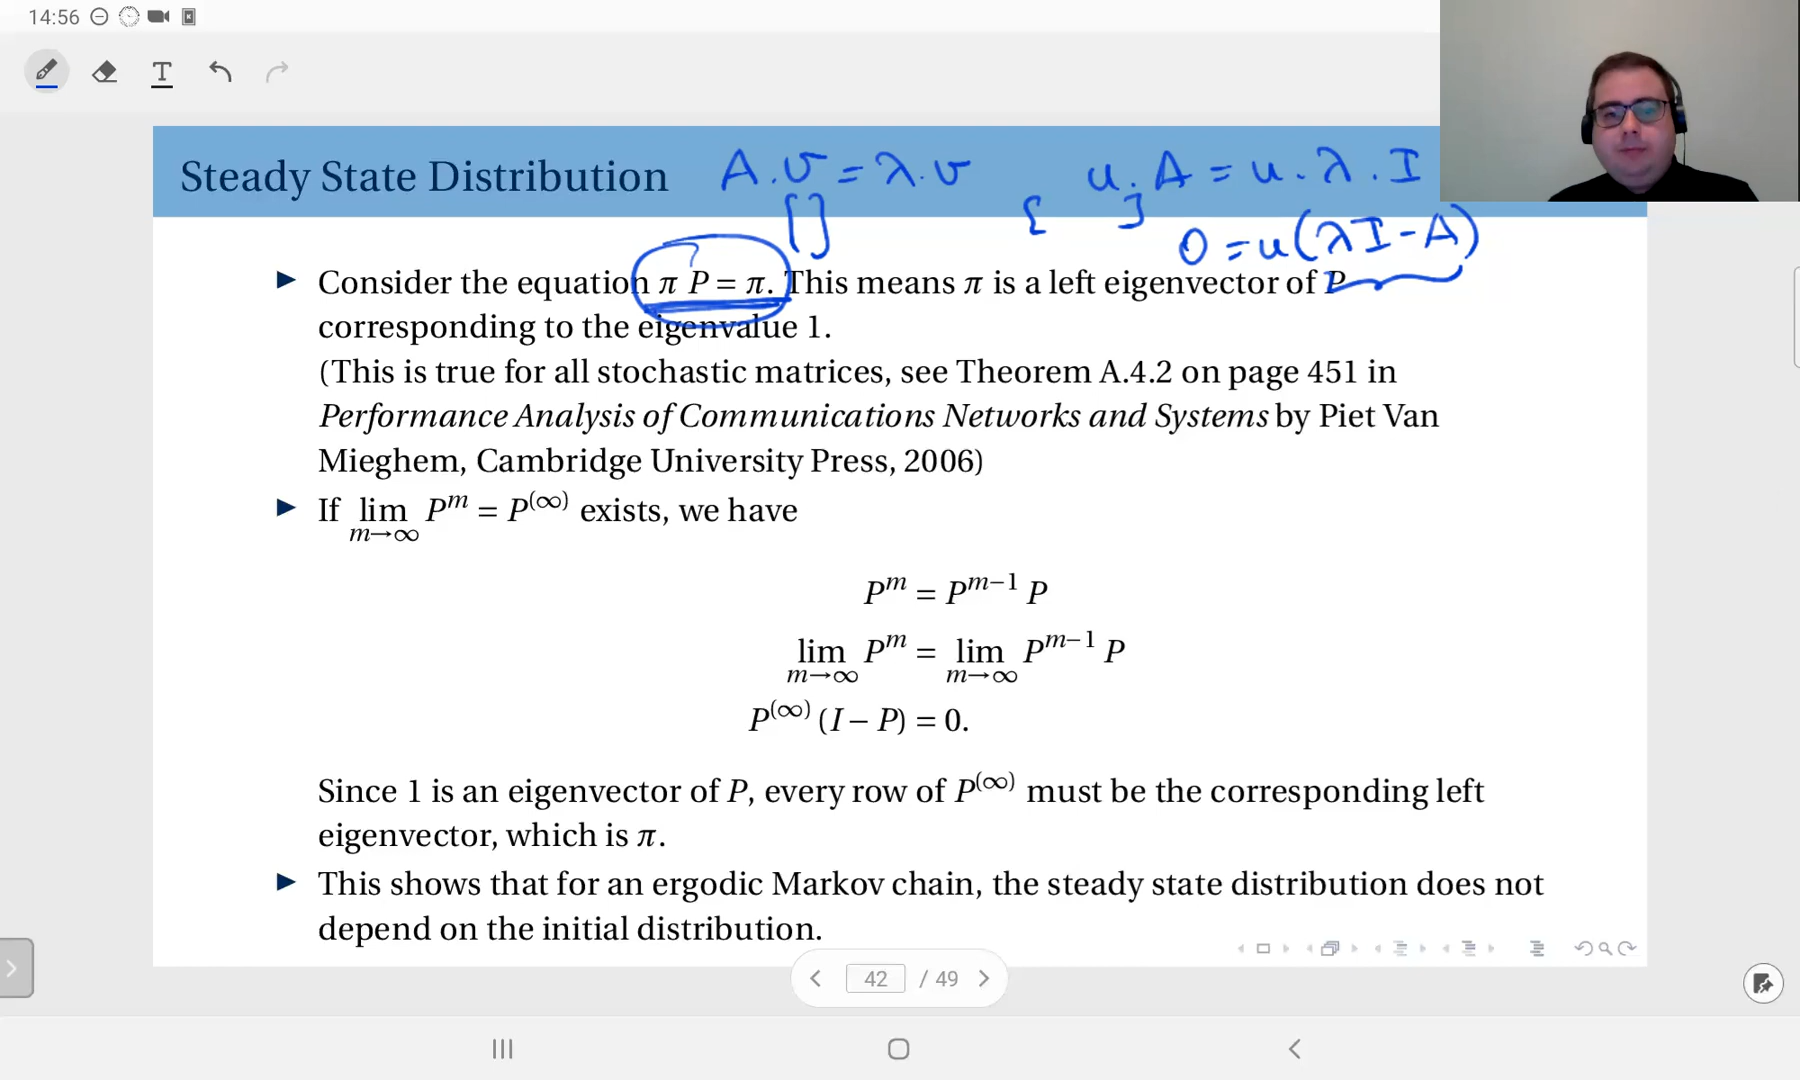 14:56
T
Steady State Distribution
A.v = λ.v
u.A = u.λ.I
[]
[ ]
0 = u(λI-A)
Consider the equation π P = π. This means π is a left eigenvector of P
corresponding to the eigenvalue 1.
(This is true for all stochastic matrices, see Theorem A.4.2 on page 451 in
Performance Analysis of Communications Networks and Systems by Piet Van
Mieghem, Cambridge University Press, 2006)
If lim m→∞ P^m = P^(∞) exists, we have
P^m = P^{m−1} P
lim m→∞ P^m = lim m→∞ P^{m−1} P
P^(∞) (I − P) = 0.
Since 1 is an eigenvector of P, every row of P^(∞) must be the corresponding left
eigenvector, which is π.
This shows that for an ergodic Markov chain, the steady state distribution does not
depend on the initial distribution.
42 / 49